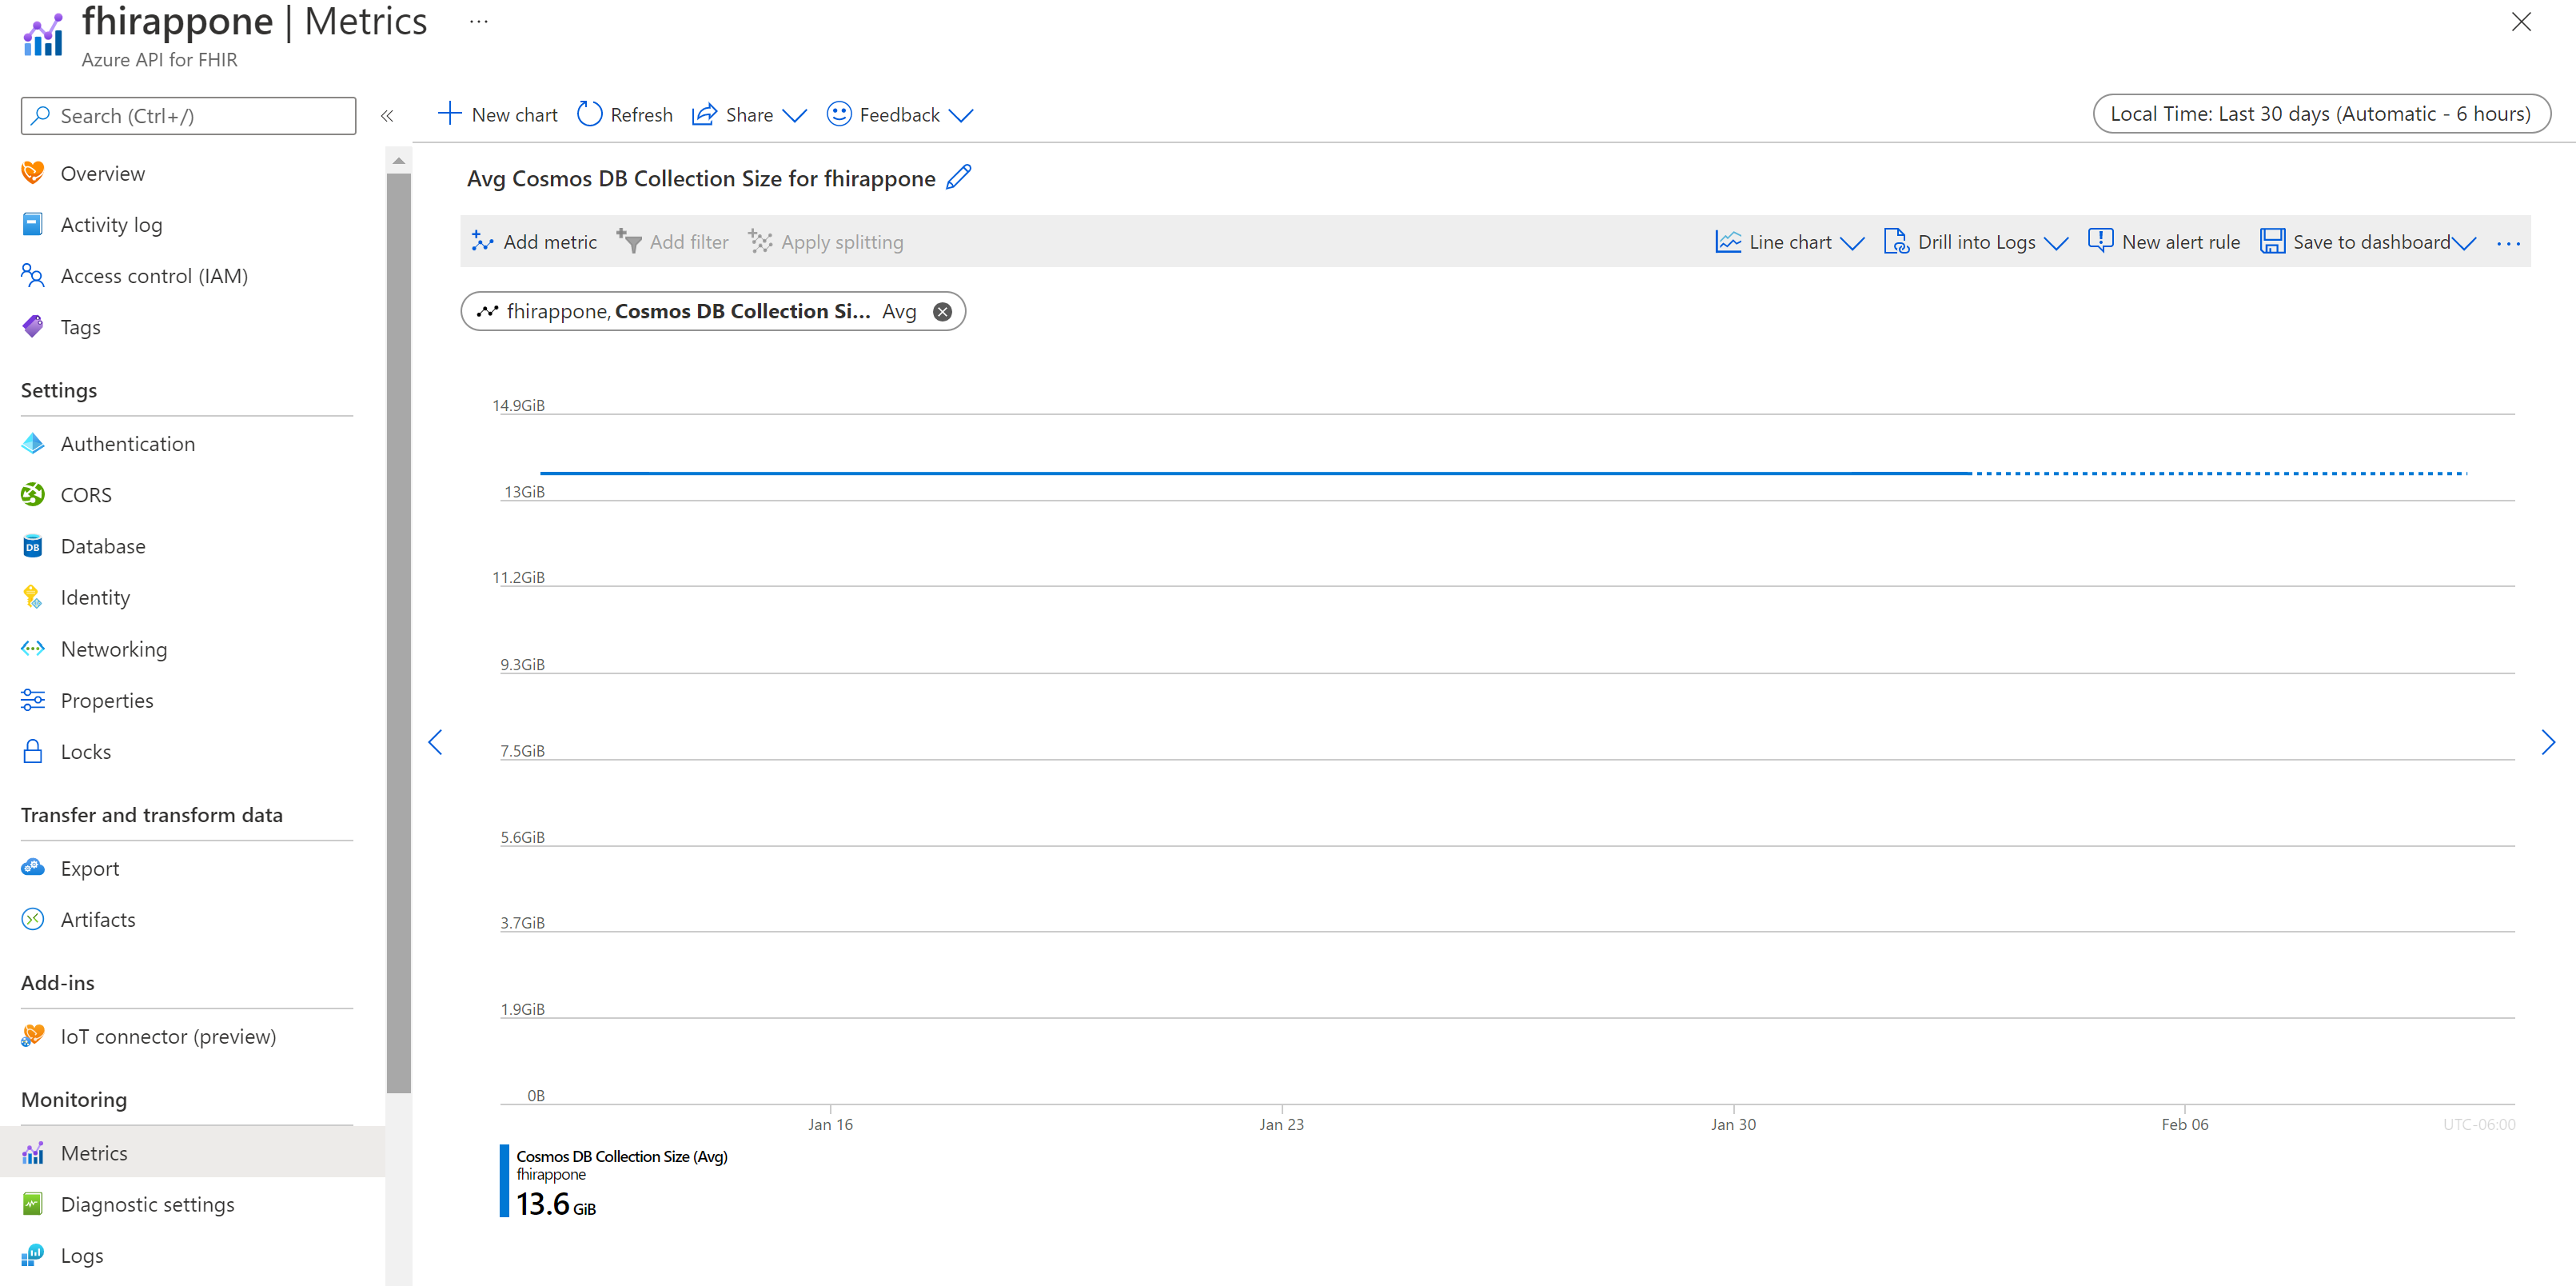 fhirappone | Metrics ...
Azure API for FHIR
Search (Ctrl+/)
«
Overview
Activity log
Access control (IAM)
Tags
Settings
Authentication
CORS
DB Database
Identity
Networking
Properties
Locks
Transfer and transform data
Export
Artifacts
Add-ins
IoT connector (preview)
Monitoring
Metrics
Diagnostic settings
Logs
New chart Refresh Share Feedback
Local Time: Last 30 days (Automatic - 6 hours)
Avg Cosmos DB Collection Size for fhirappone
Add metric Add filter Apply splitting
Line chart Drill into Logs New alert rule Save to dashboard ...
fhirappone, Cosmos DB Collection Si... Avg
14.9GiB
13GiB
11.2GiB
9.3GiB
7.5GiB
5.6GiB
3.7GiB
1.9GiB
0B
Jan 16 Jan 23 Jan 30 Feb 06 UTC-06:00
Cosmos DB Collection Size (Avg)
fhirappone
13.6 GiB